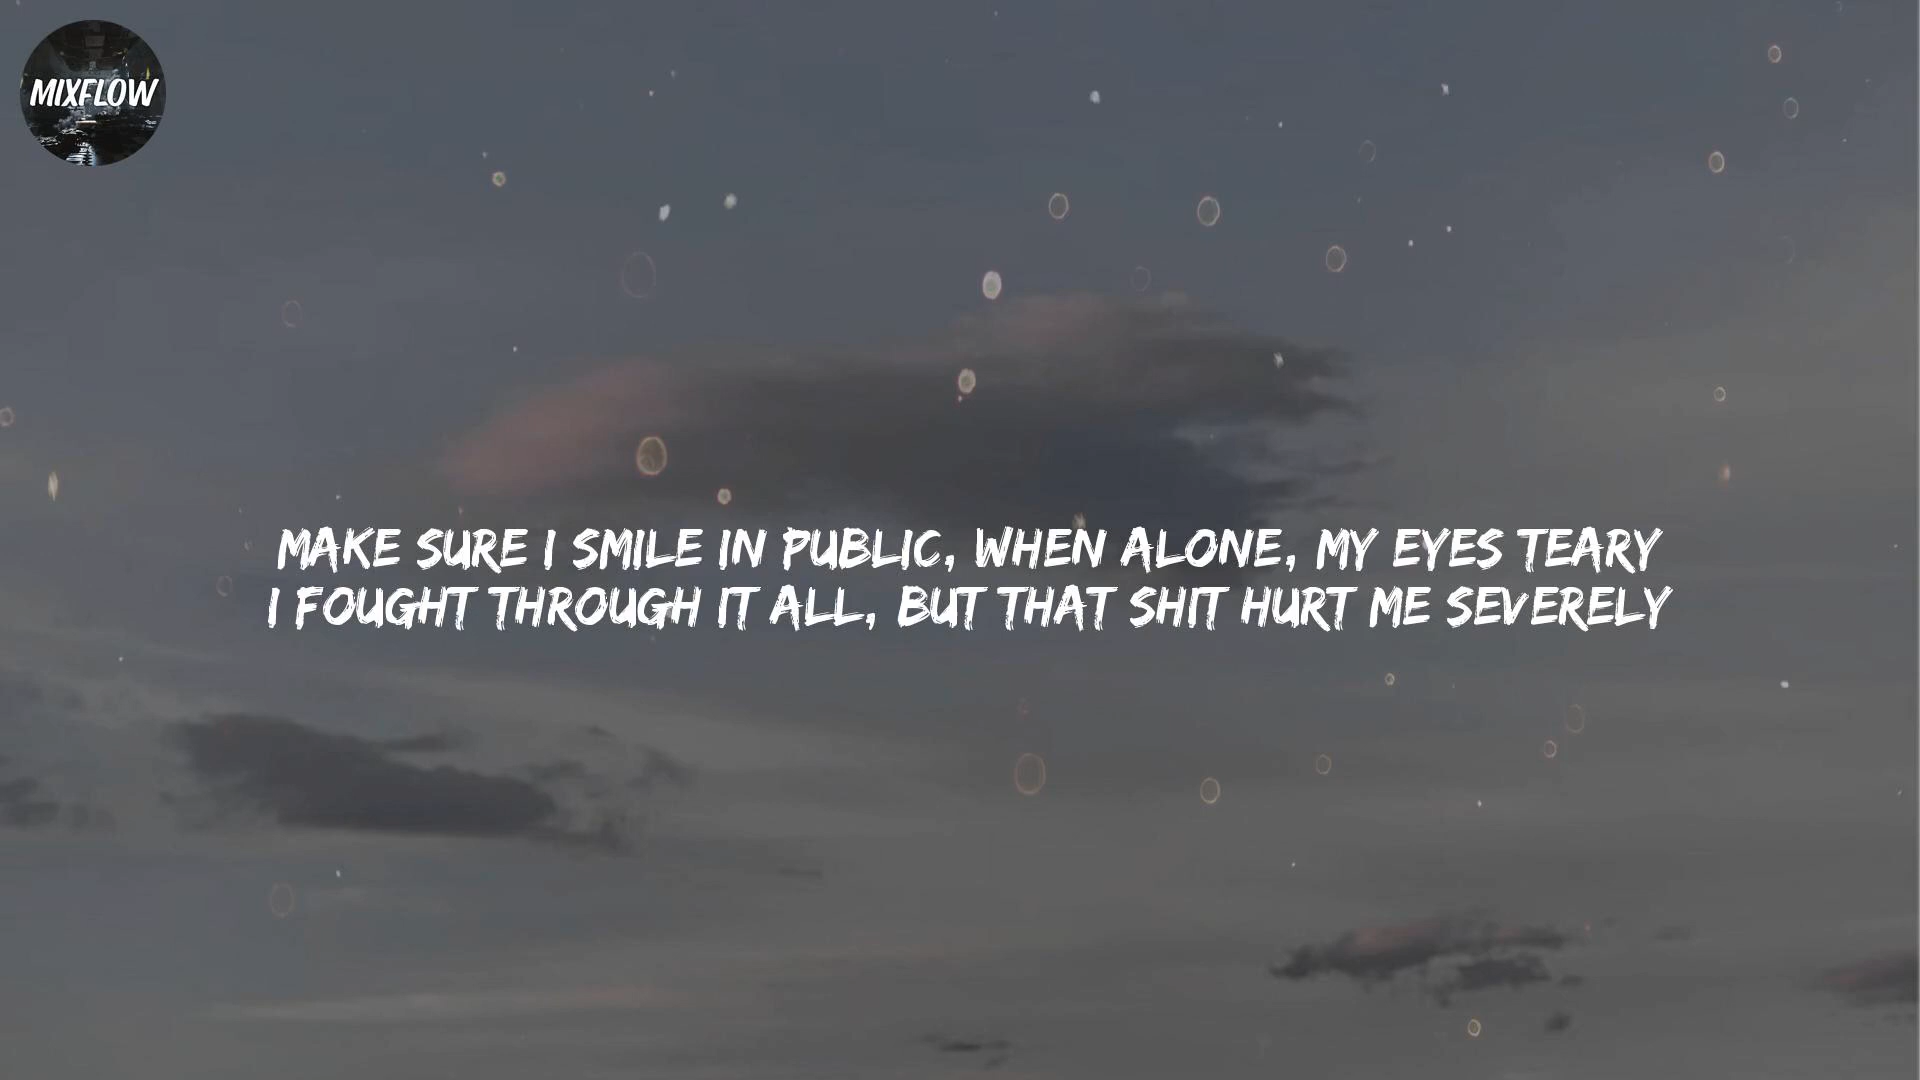 MIXFLOW
MAKE SURE I SMILE IN PUBLIC, WHEN ALONE, MY EYES TEARY
I FOUGHT THROUGH IT ALL, BUT THAT SHIT HURT ME SEVERELY